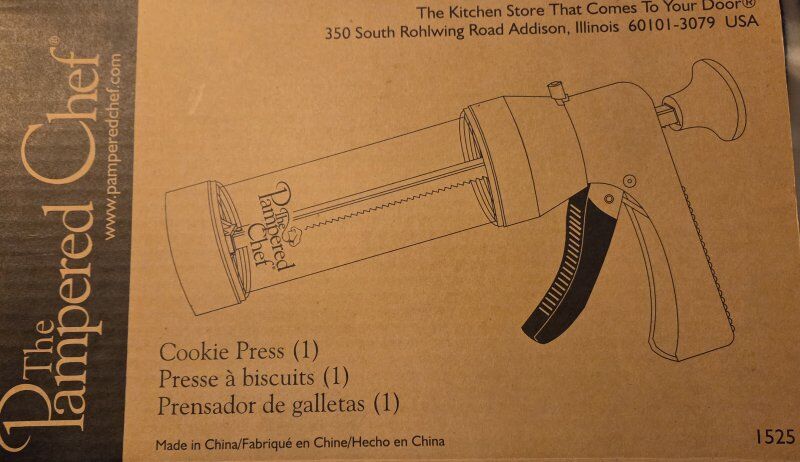 The Kitchen Store That Comes To Your Door®
350 South Rohlwing Road Addison, Illinois 60101-3079 USA
The
Pampered Chef®
www.pamperedchef.com
The
Pampered
Chef
Cookie Press (1)
Presse à biscuits (1)
Prensador de galletas (1)
Made in China/Fabriqué en Chine/Hecho en China
1525